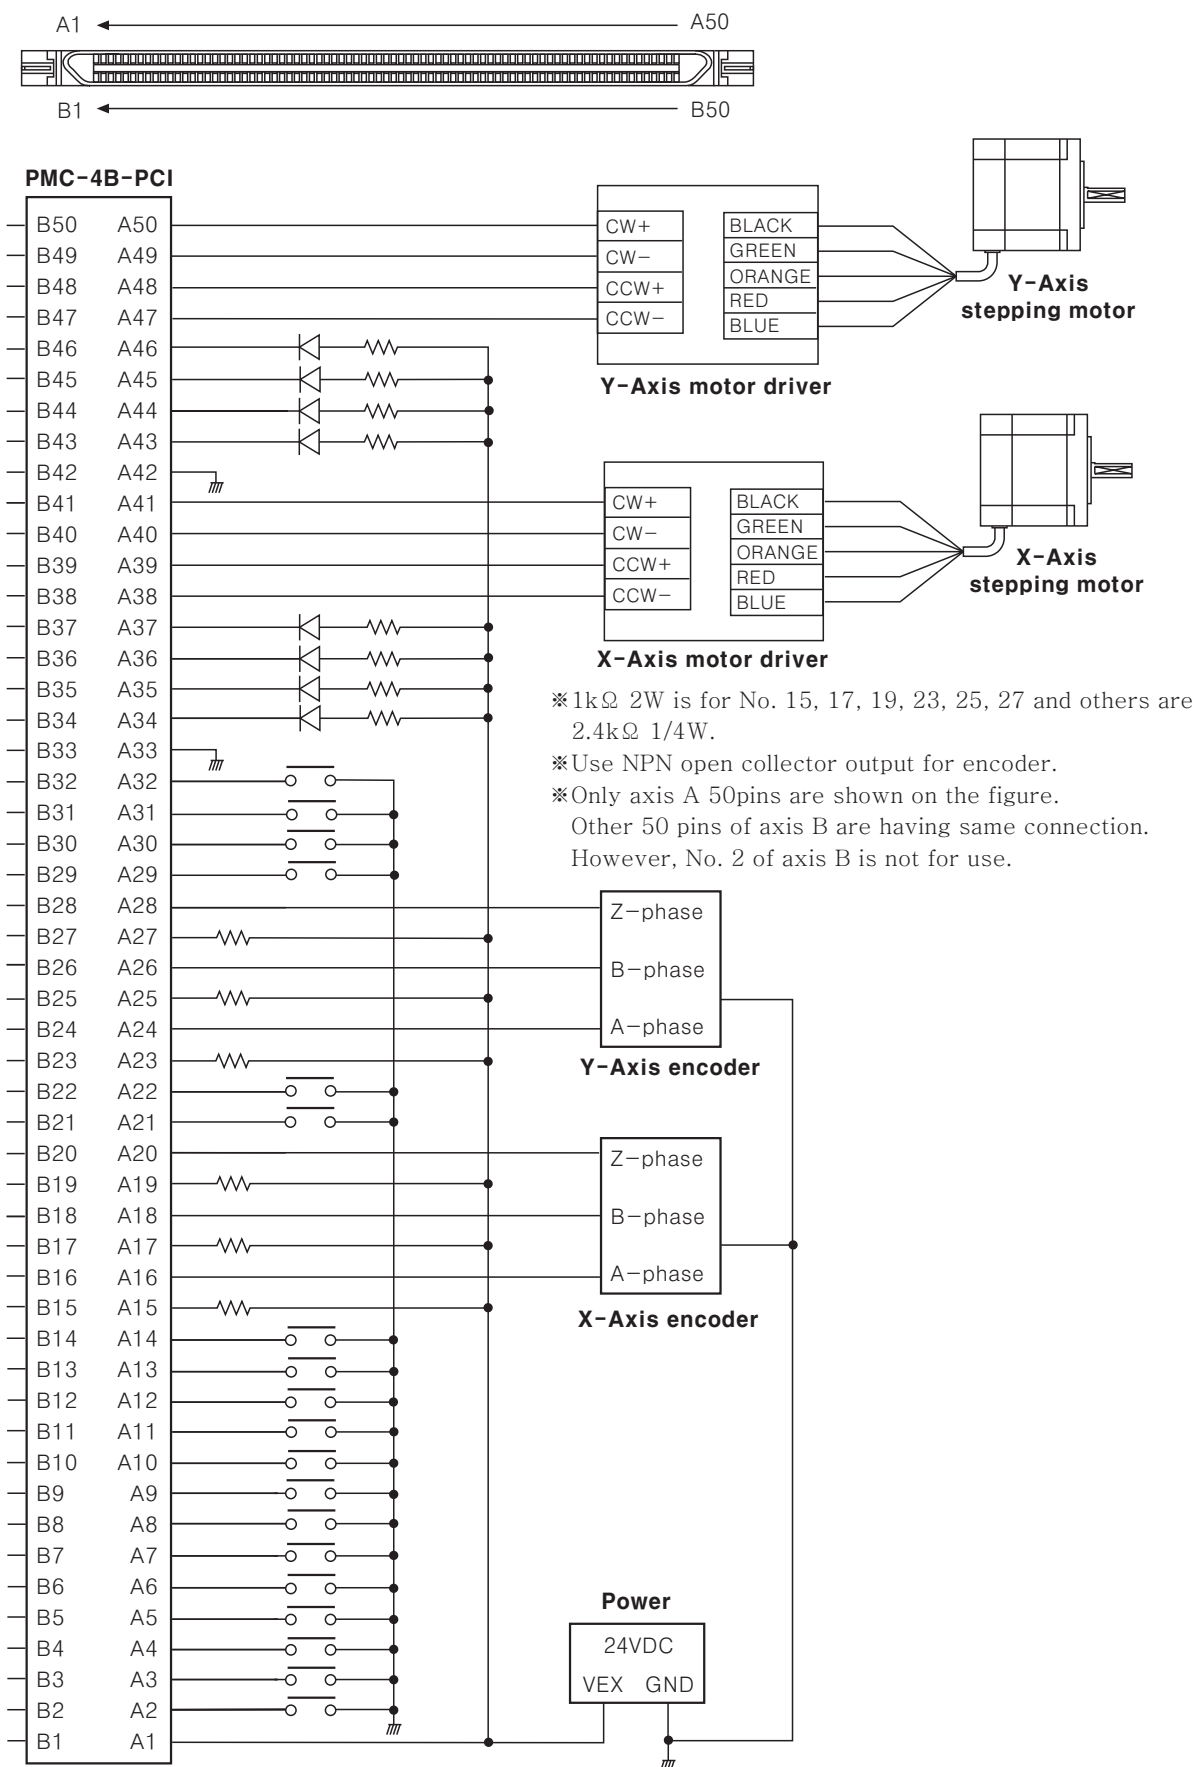 A1 A50
B1 B50
PMC-4B-PCI
B50 A50
B49 A49
B48 A48
B47 A47
B46 A46
B45 A45
B44 A44
B43 A43
B42 A42
B41 A41
B40 A40
B39 A39
B38 A38
B37 A37
B36 A36
B35 A35
B34 A34
B33 A33
B32 A32
B31 A31
B30 A30
B29 A29
B28 A28
B27 A27
B26 A26
B25 A25
B24 A24
B23 A23
B22 A22
B21 A21
B20 A20
B19 A19
B18 A18
B17 A17
B16 A16
B15 A15
B14 A14
B13 A13
B12 A12
B11 A11
B10 A10
B9 A9
B8 A8
B7 A7
B6 A6
B5 A5
B4 A4
B3 A3
B2 A2
B1 A1
CW+ BLACK
CW- GREEN
CCW+ ORANGE
CCW- RED
BLUE
Y-Axis motor driver
Y-Axis
stepping motor
CW+ BLACK
CW- GREEN
CCW+ ORANGE
CCW- RED
BLUE
X-Axis motor driver
X-Axis
stepping motor
※1kΩ 2W is for No. 15, 17, 19, 23, 25, 27 and others are
2.4kΩ 1/4W.
※Use NPN open collector output for encoder.
※Only axis A 50pins are shown on the figure.
Other 50 pins of axis B are having same connection.
However, No. 2 of axis B is not for use.
Z-phase
B-phase
A-phase
Y-Axis encoder
Z-phase
B-phase
A-phase
X-Axis encoder
Power
24VDC
VEX GND